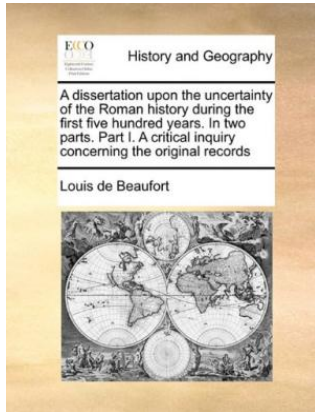 ECCO
History and Geography
A dissertation upon the uncertainty
of the Roman history during the
first five hundred years. In two
parts. Part I. A critical inquiry
concerning the original records
Louis de Beaufort